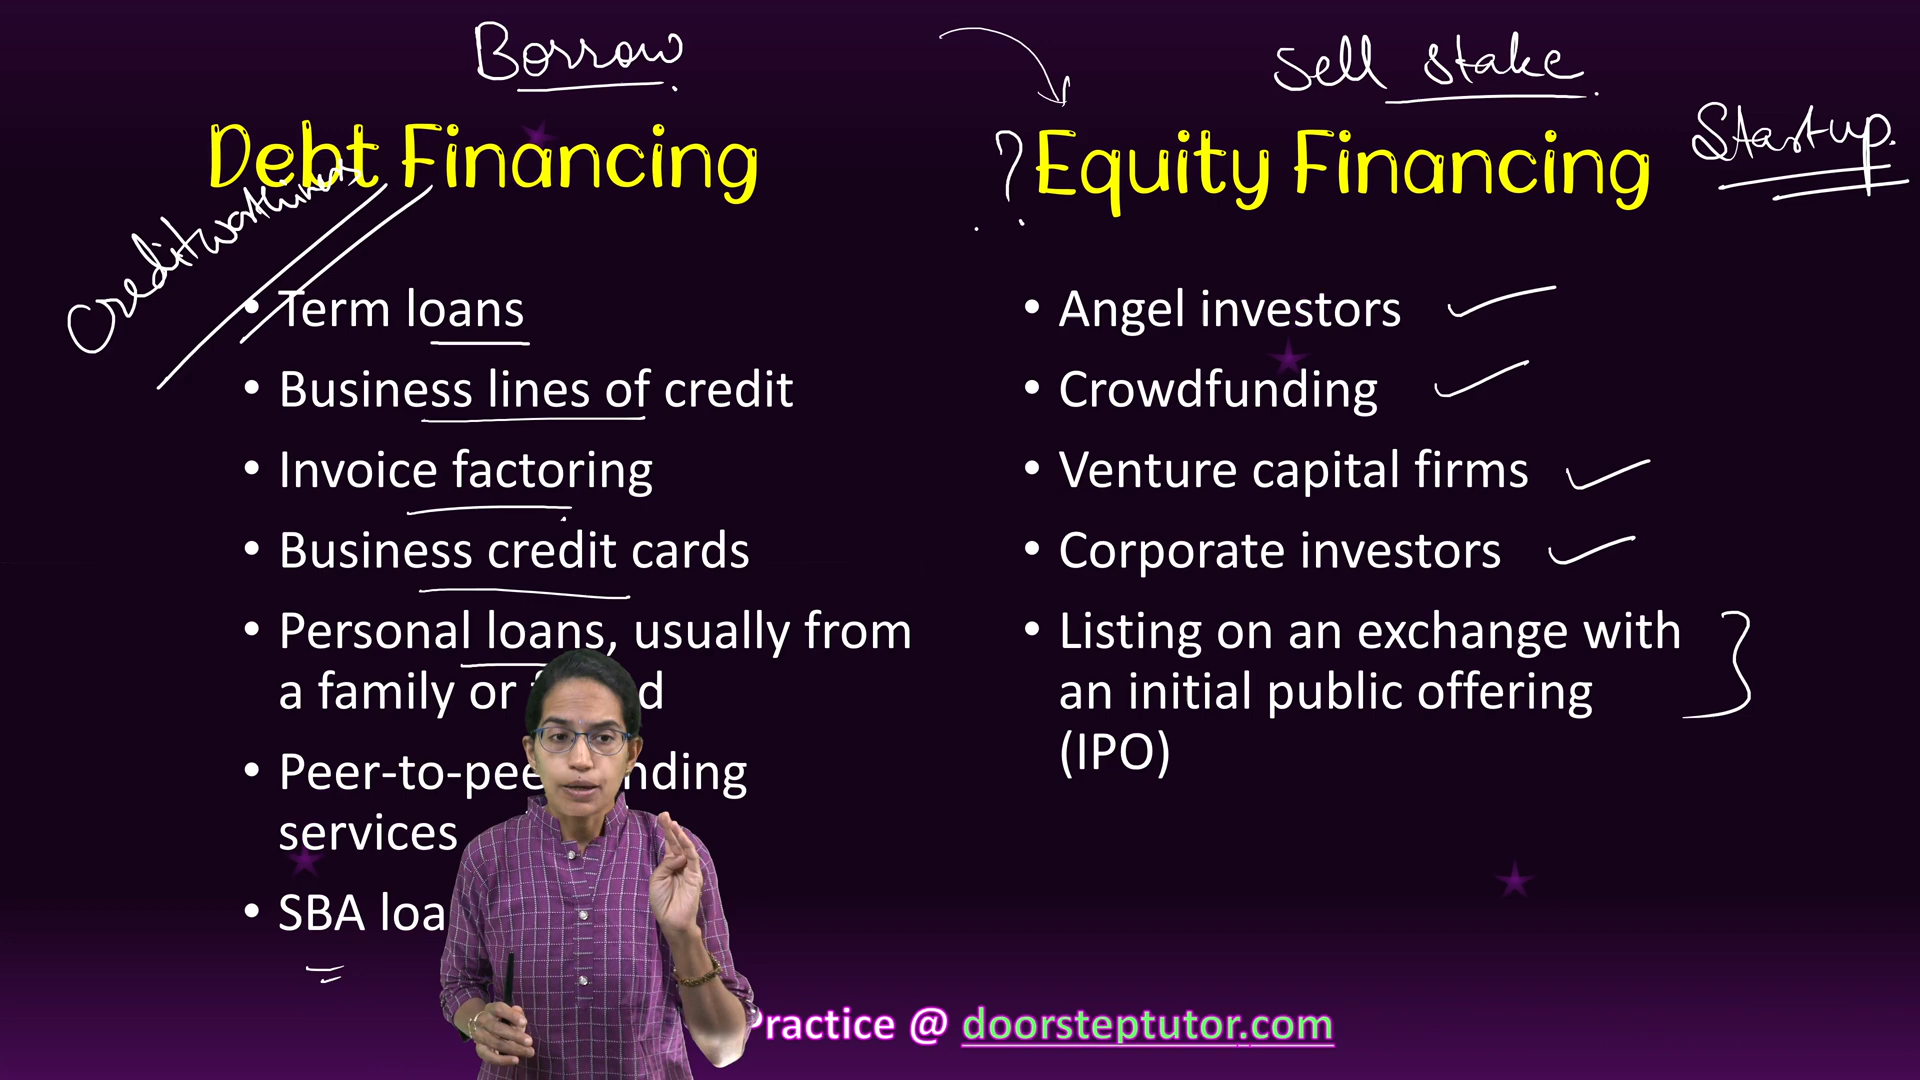 Borrow
Sell stake
Startup.
Debt Financing
? Equity Financing
• Term loans
• Business lines of credit
• Invoice factoring
• Business credit cards
• Personal loans, usually from
a family or
• Peer-to-pee nding
services
• SBA loa
• Angel investors
• Crowdfunding
• Venture capital firms
• Corporate investors
• Listing on an exchange with
an initial public offering
(IPO)
ractice @ doorsteptutor.com